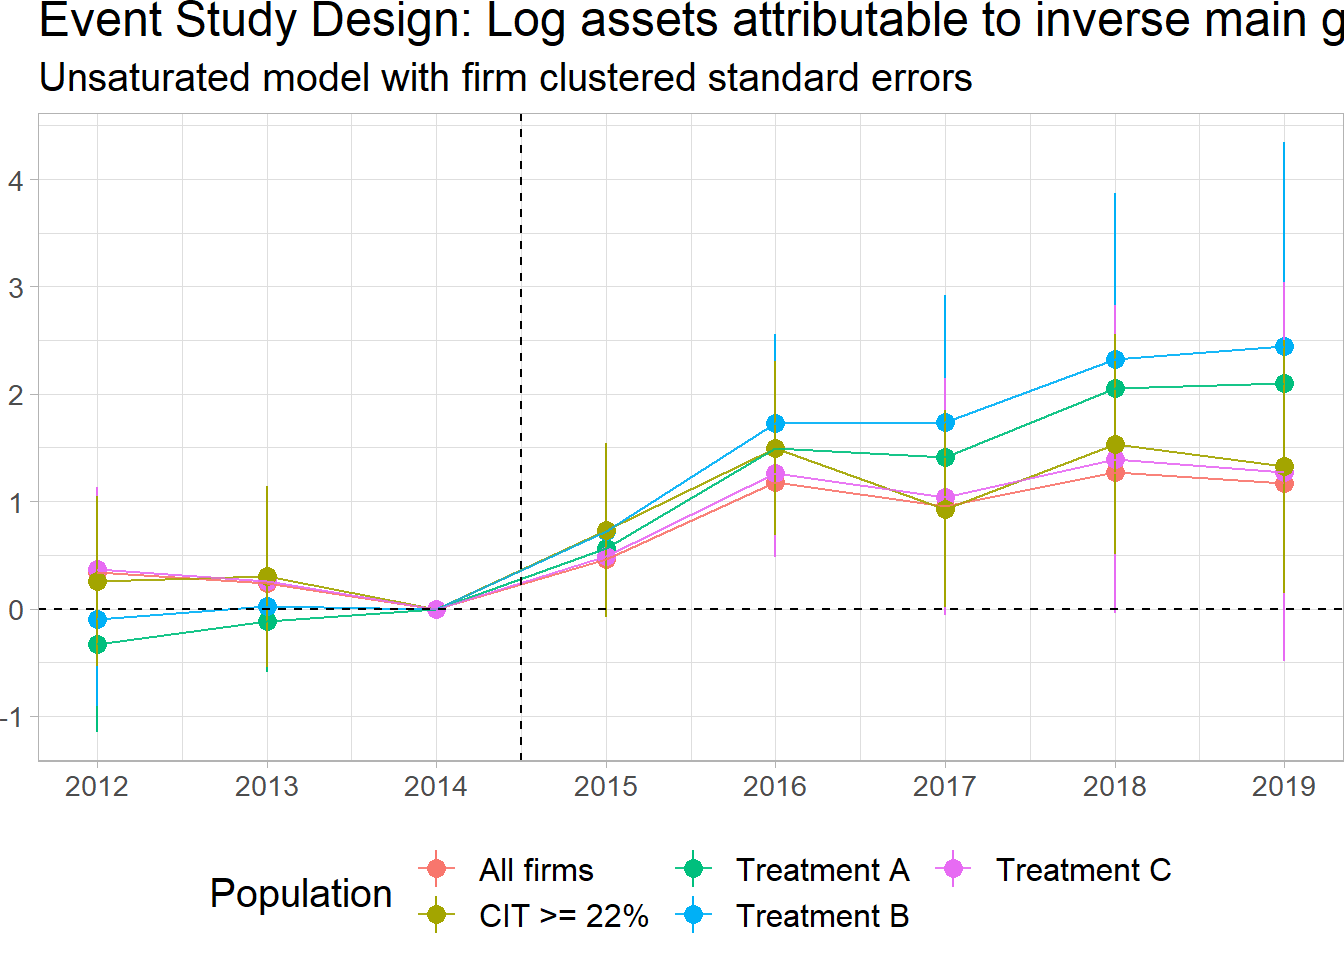 Event Study Design: Log assets attributable to inverse main
Unsaturated model with firm clustered standard errors
4
3
2
1
0
-1
2012 2013 2014 2015 2016 2017 2018 2019
Population
All firms Treatment A Treatment C
CIT >= 22% Treatment B